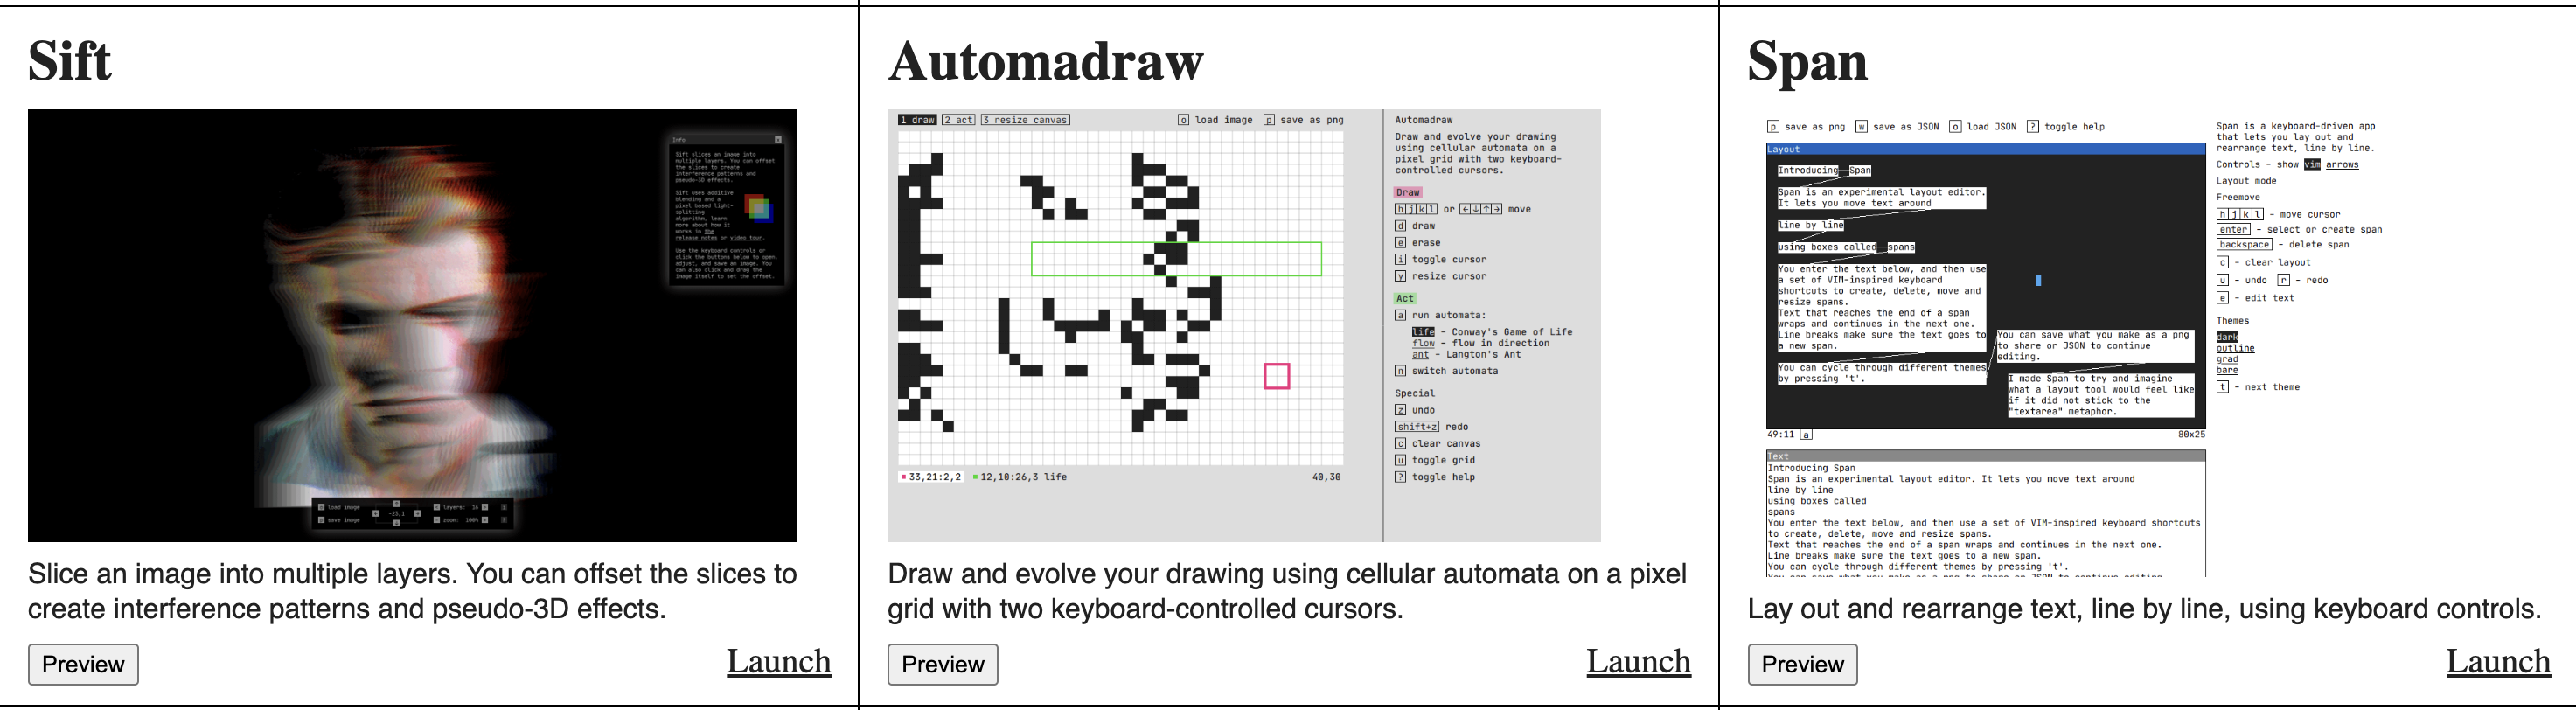 Sift
Info
Sift slices an image into
multiple layers. You can offset
the slices to create
interference patterns and
pseudo-3D effects.
Sift uses additive
blending and a
pixel based light-
splitting
algorithm, learn
more about how it
works in the
release notes or video tour.
Use the keyboard controls or
click the buttons below to open,
adjust, and save an image. You
can also click and drag the
image itself to set the offset.
load image
save image
-23,1
layers: 16
zoom: 100%
Slice an image into multiple layers. You can offset the slices to
create interference patterns and pseudo-3D effects.
Preview
Launch
Automadraw
1 draw 2 act 3 resize canvas o load image p save as png
33,21:2,2 12,10:26,3 life 40,30
Automadraw
Draw and evolve your drawing
using cellular automata on a
pixel grid with two keyboard-
controlled cursors.
Draw
h j k l or ←↓↑→ move
d draw
e erase
i toggle cursor
y resize cursor
Act
a run automata:
life - Conway's Game of Life
flow - flow in direction
ant - Langton's Ant
n switch automata
Special
z undo
shift+z redo
c clear canvas
u toggle grid
? toggle help
Draw and evolve your drawing using cellular automata on a pixel
grid with two keyboard-controlled cursors.
Preview
Launch
Span
p save as png w save as JSON o load JSON ? toggle help
Layout
Introducing Span
Span is an experimental layout editor.
It lets you move text around
line by line
using boxes called spans
You enter the text below, and then use
a set of VIM-inspired keyboard
shortcuts to create, delete, move and
resize spans.
Text that reaches the end of a span
wraps and continues in the next one.
Line breaks make sure the text goes to
a new span.
You can cycle through different themes
by pressing 't'.
You can save what you make as a png
to share or JSON to continue
editing.
I made Span to try and imagine
what a layout tool would feel like
if it did not stick to the
"textarea" metaphor.
49:11 a 80x25
Text
Introducing Span
Span is an experimental layout editor. It lets you move text around
line by line
using boxes called
spans
You enter the text below, and then use a set of VIM-inspired keyboard shortcuts
to create, delete, move and resize spans.
Text that reaches the end of a span wraps and continues in the next one.
Line breaks make sure the text goes to a new span.
You can cycle through different themes by pressing 't'.
You can save what you make as a png to share or JSON to continue editing.
Span is a keyboard-driven app
that lets you lay out and
rearrange text, line by line.
Controls - show vim arrows
Layout mode
Freemove
h j k l - move cursor
enter - select or create span
backspace - delete span
c - clear layout
u - undo r - redo
e - edit text
Themes
dark
outline
grad
bare
t - next theme
Lay out and rearrange text, line by line, using keyboard controls.
Preview
Launch